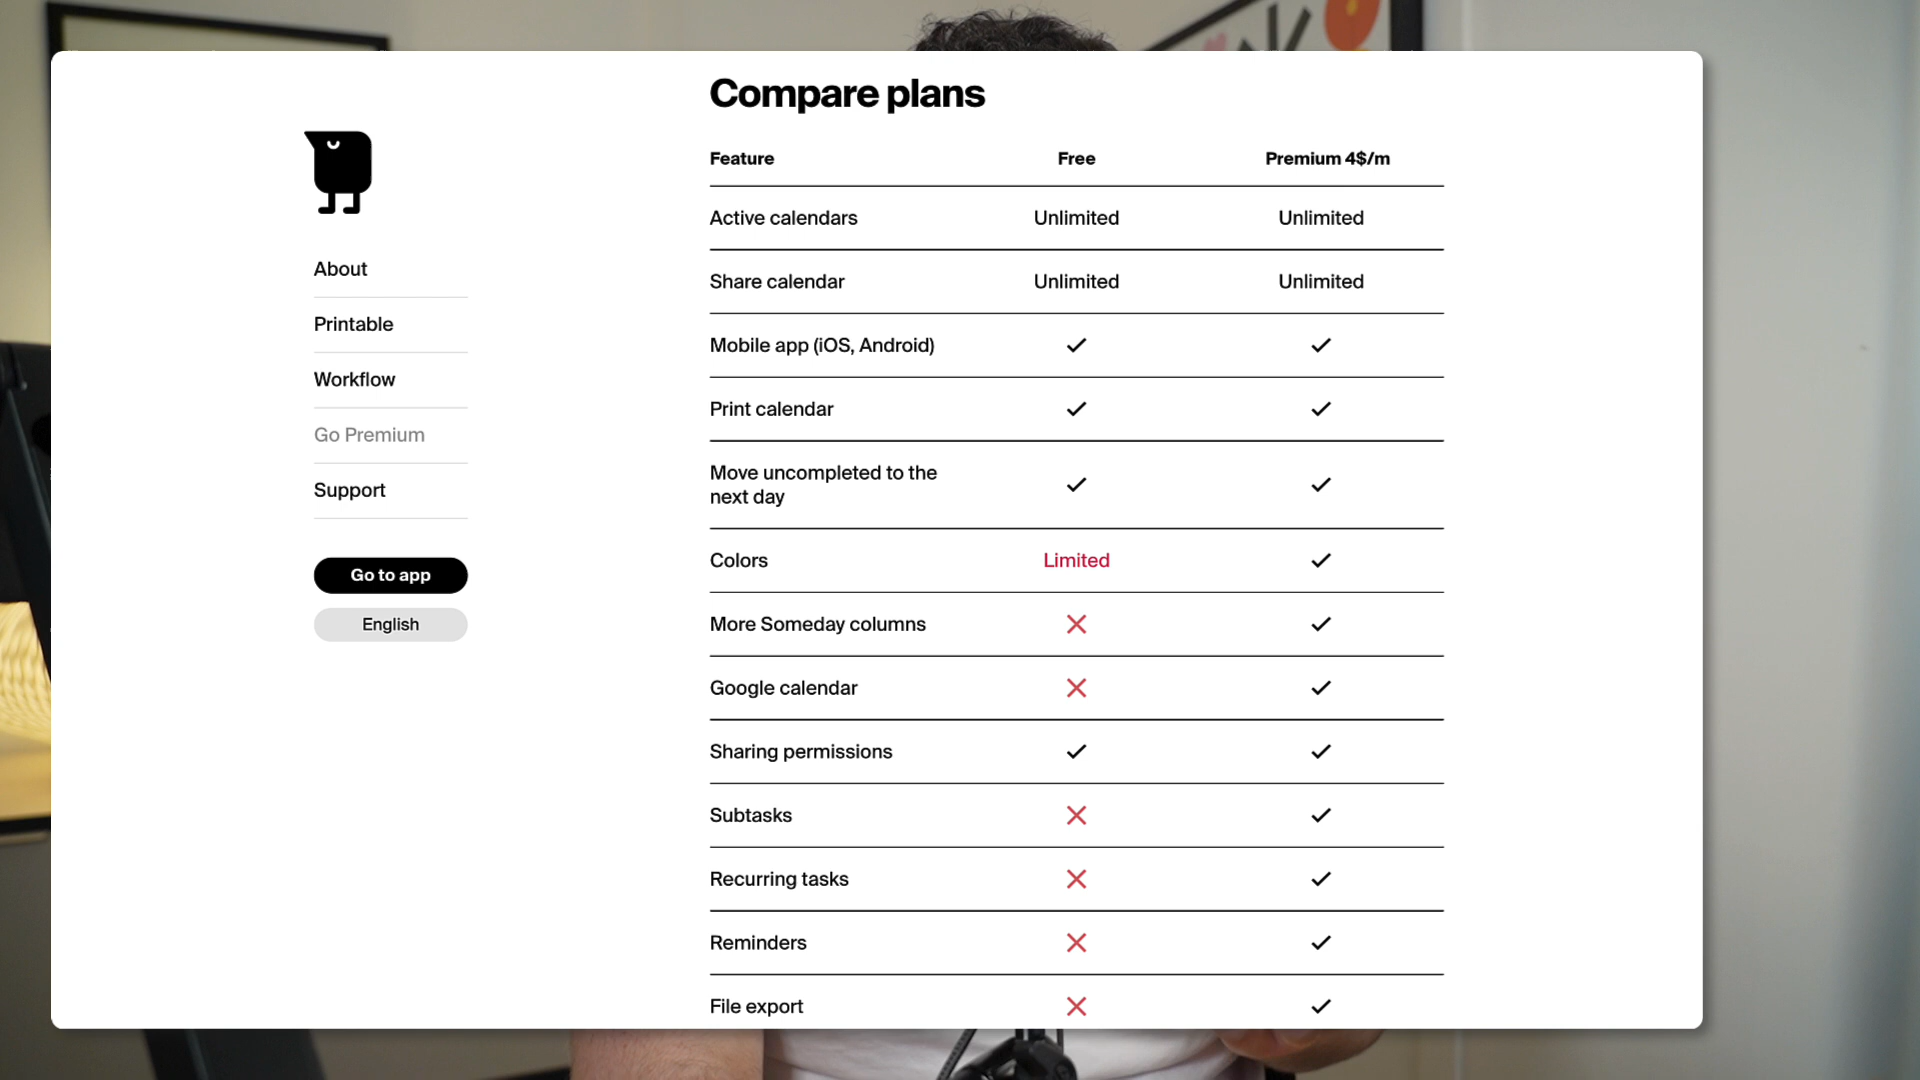 Compare plans
Feature Free Premium 4$/m
Active calendars Unlimited Unlimited
Share calendar Unlimited Unlimited
Mobile app (iOS, Android)
Print calendar
Move uncompleted to the
next day
Colors Limited
More Someday columns
Google calendar
Sharing permissions
Subtasks
Recurring tasks
Reminders
File export
About
Printable
Workflow
Go Premium
Support
Go to app
English